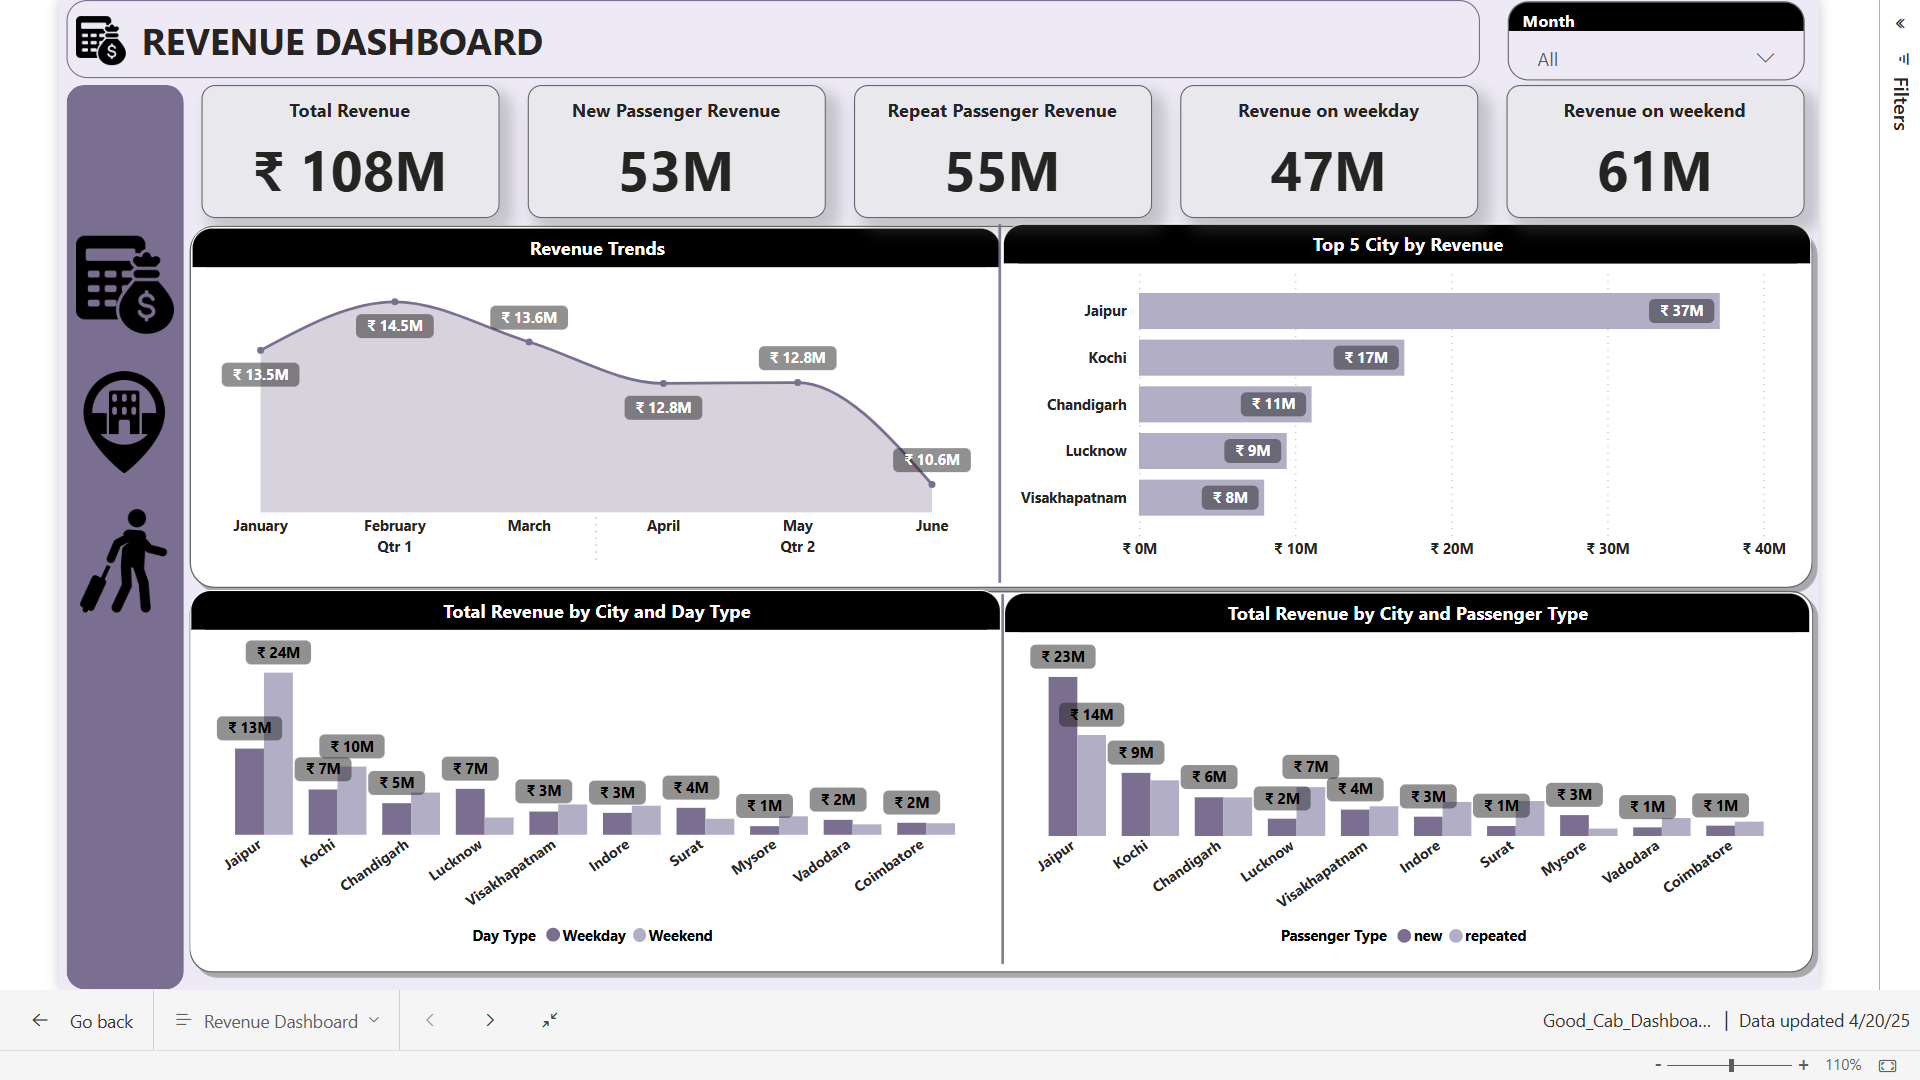 REVENUE DASHBOARD
Month
All
Filters
Total Revenue
₹ 108M
New Passenger Revenue
53M
Repeat Passenger Revenue
55M
Revenue on weekday
47M
Revenue on weekend
61M
Revenue Trends
₹ 13.5M
₹ 14.5M
₹ 13.6M
₹ 12.8M
₹ 12.8M
₹ 10.6M
January February March April May June
Qtr 1 Qtr 2
Top 5 City by Revenue
Jaipur ₹ 37M
Kochi ₹ 17M
Chandigarh ₹ 11M
Lucknow ₹ 9M
Visakhapatnam ₹ 8M
₹ 0M ₹ 10M ₹ 20M ₹ 30M ₹ 40M
Total Revenue by City and Day Type
₹ 13M
₹ 24M
₹ 7M
₹ 10M
₹ 5M
₹ 7M
₹ 3M
₹ 3M
₹ 4M
₹ 1M
₹ 2M
₹ 2M
Jaipur Kochi Chandigarh Lucknow Visakhapatnam Indore Surat Mysore Vadodara Coimbatore
Day Type Weekday Weekend
Total Revenue by City and Passenger Type
₹ 23M
₹ 14M
₹ 9M
₹ 6M
₹ 2M
₹ 7M
₹ 4M
₹ 3M
₹ 1M
₹ 3M
₹ 1M
₹ 1M
Jaipur Kochi Chandigarh Lucknow Visakhapatnam Indore Surat Mysore Vadodara Coimbatore
Passenger Type new repeated
Go back
Revenue Dashboard
Good_Cab_Dashboa... | Data updated 4/20/25
- + 110%